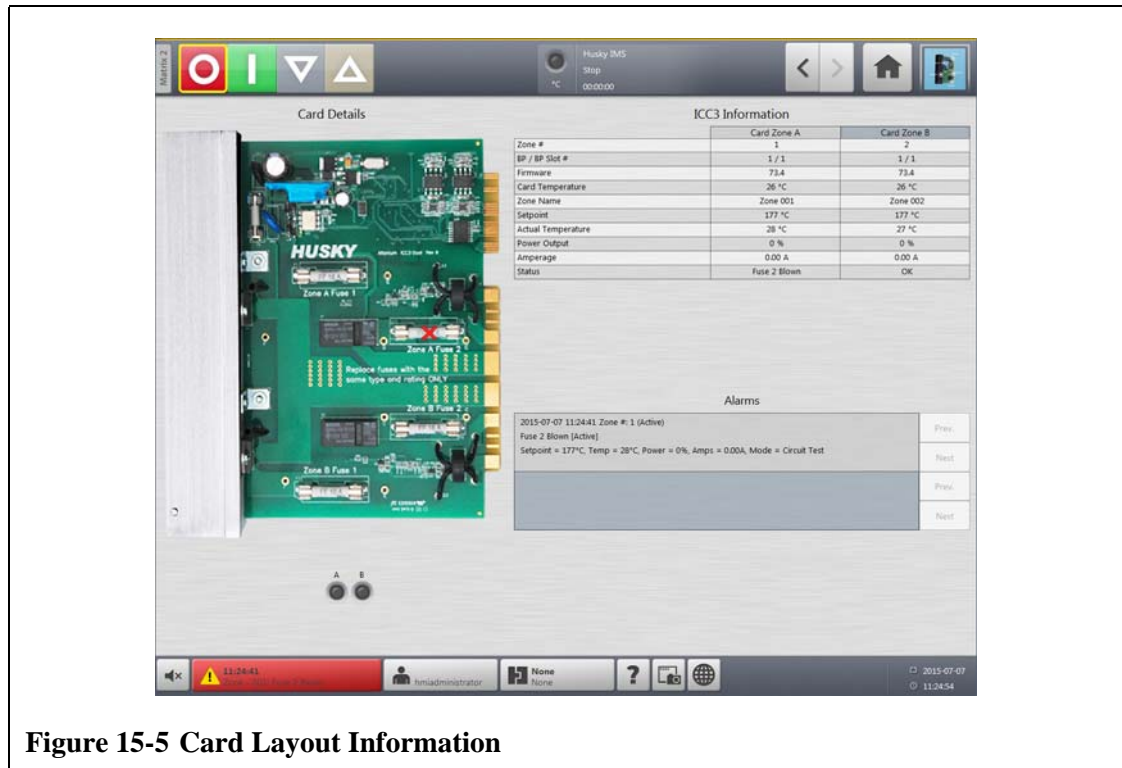 Matrix 2
Husky IMS
Stop
°C 00:00:00
Card Details
ICC3 Information
Card Zone A Card Zone B
Zone # 1 2
BP / BP Slot # 1 / 1 1 / 1
Firmware 73.4 73.4
Card Temperature 26 °C 26 °C
Zone Name Zone 001 Zone 002
Setpoint 177 °C 177 °C
Actual Temperature 28 °C 27 °C
Power Output 0 % 0 %
Amperage 0.00 A 0.00 A
Status Fuse 2 Blown OK
HUSKY
Zone A Fuse 1
Zone A Fuse 2
Replace fuses with the
same type and rating ONLY
Zone B Fuse 2
Zone B Fuse 1
A B
Alarms
2015-07-07 11:24:41 Zone #: 1 (Active)
Fuse 2 Blown [Active]
Setpoint = 177°C, Temp = 28°C, Power = 0%, Amps = 0.00A, Mode = Circuit Test
Prev.
Next
Prev.
Next
11:24:41
hmiadministrator
None
None
?
2015-07-07
11:24:54
Figure 15-5 Card Layout Information